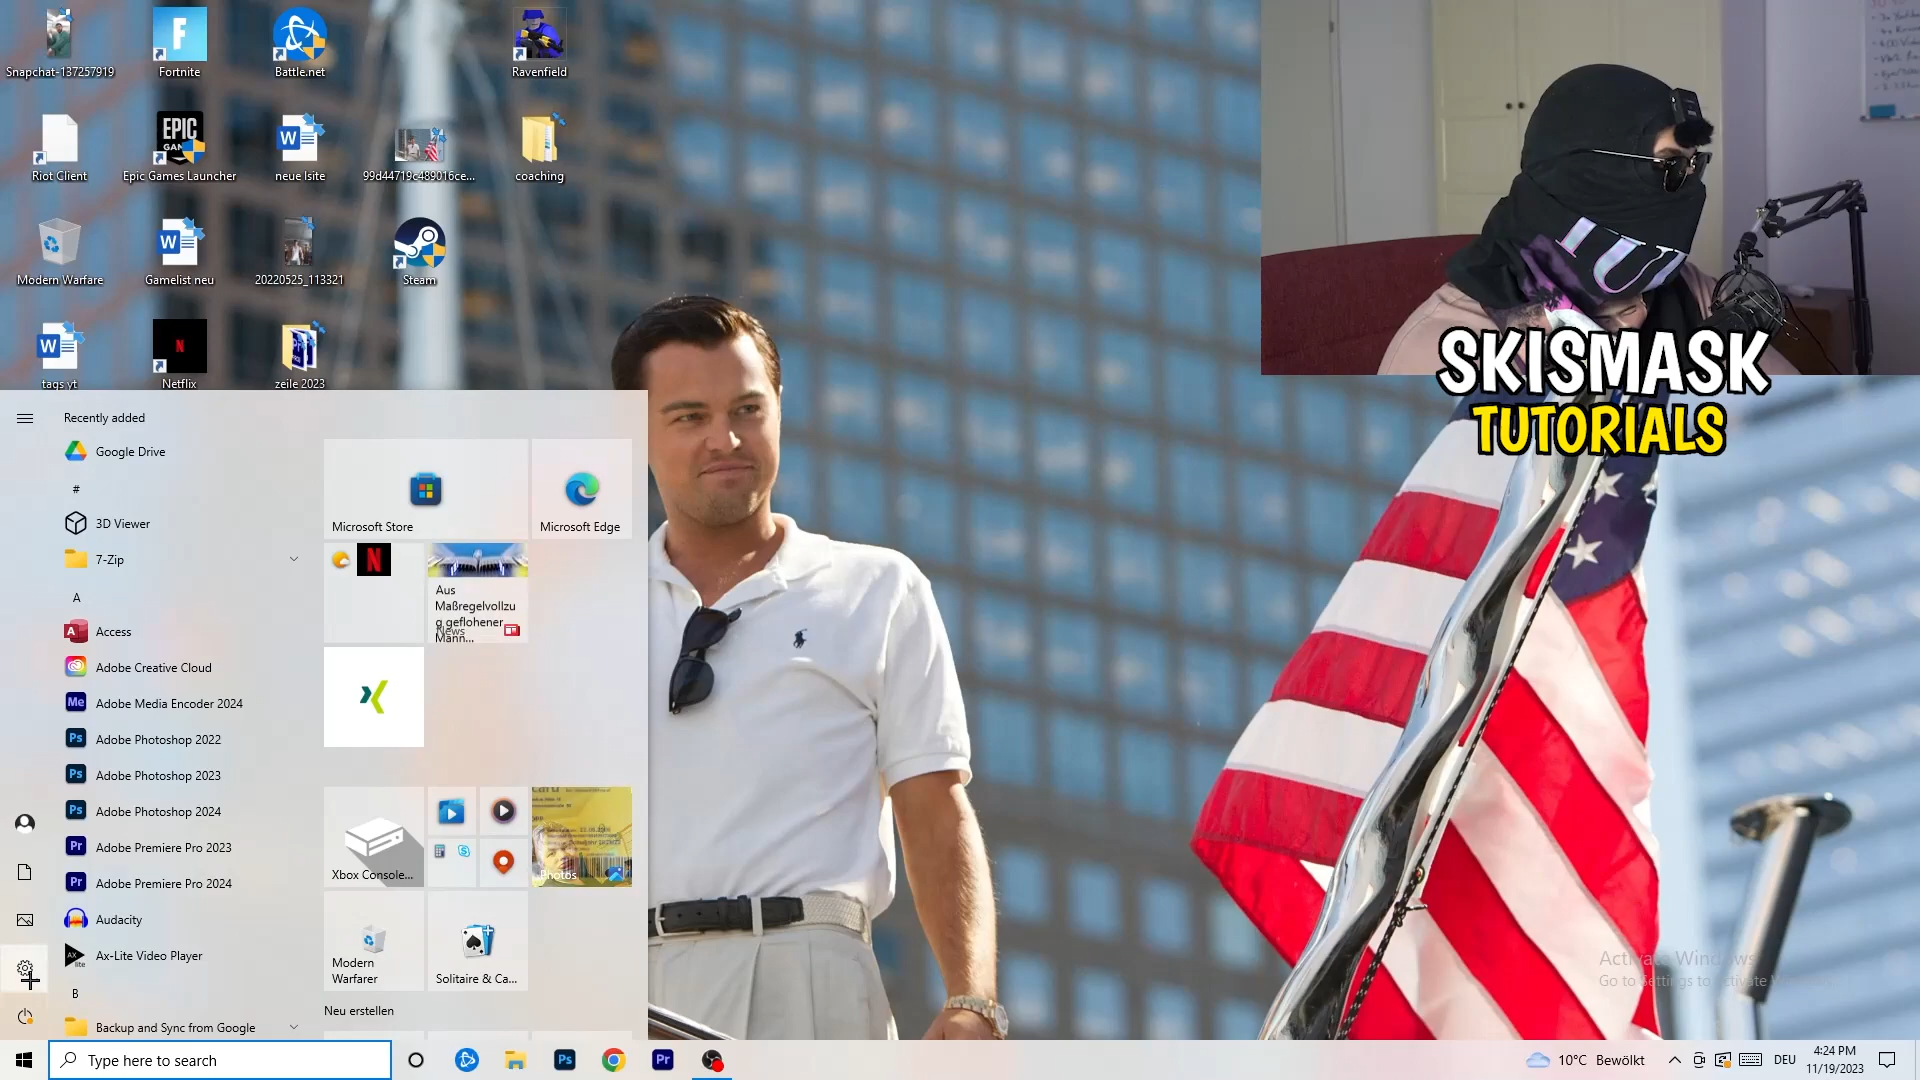 Snapchat-137257919
Fortnite
Battle.net
Ravenfield
Riot Client
EPIC
Epic Games Launcher
neue lsite
99d44719c489016ce...
coaching
Modern Warfare
Gamelist neu
20220525_113321
Steam
taqs yt
Netflix
zeile 2023
SKISMASK
TUTORIALS
Recently added
Google Drive
#
3D Viewer
7-Zip
A
Access
Adobe Creative Cloud
Adobe Media Encoder 2024
Adobe Photoshop 2022
Adobe Photoshop 2023
Adobe Photoshop 2024
Adobe Premiere Pro 2023
Adobe Premiere Pro 2024
Audacity
Ax-Lite Video Player
B
Backup and Sync from Google
Microsoft Store
Microsoft Edge
Aus
Maßregelvollzu
g geflohener
Mann...
News
Xbox Console...
Photos
Modern
Warfarer
Solitaire & Ca...
Neu erstellen
Activate Windows
Go to Settings to activate
Type here to search
10°C Bewölkt
DEU
4:24 PM
11/19/2023